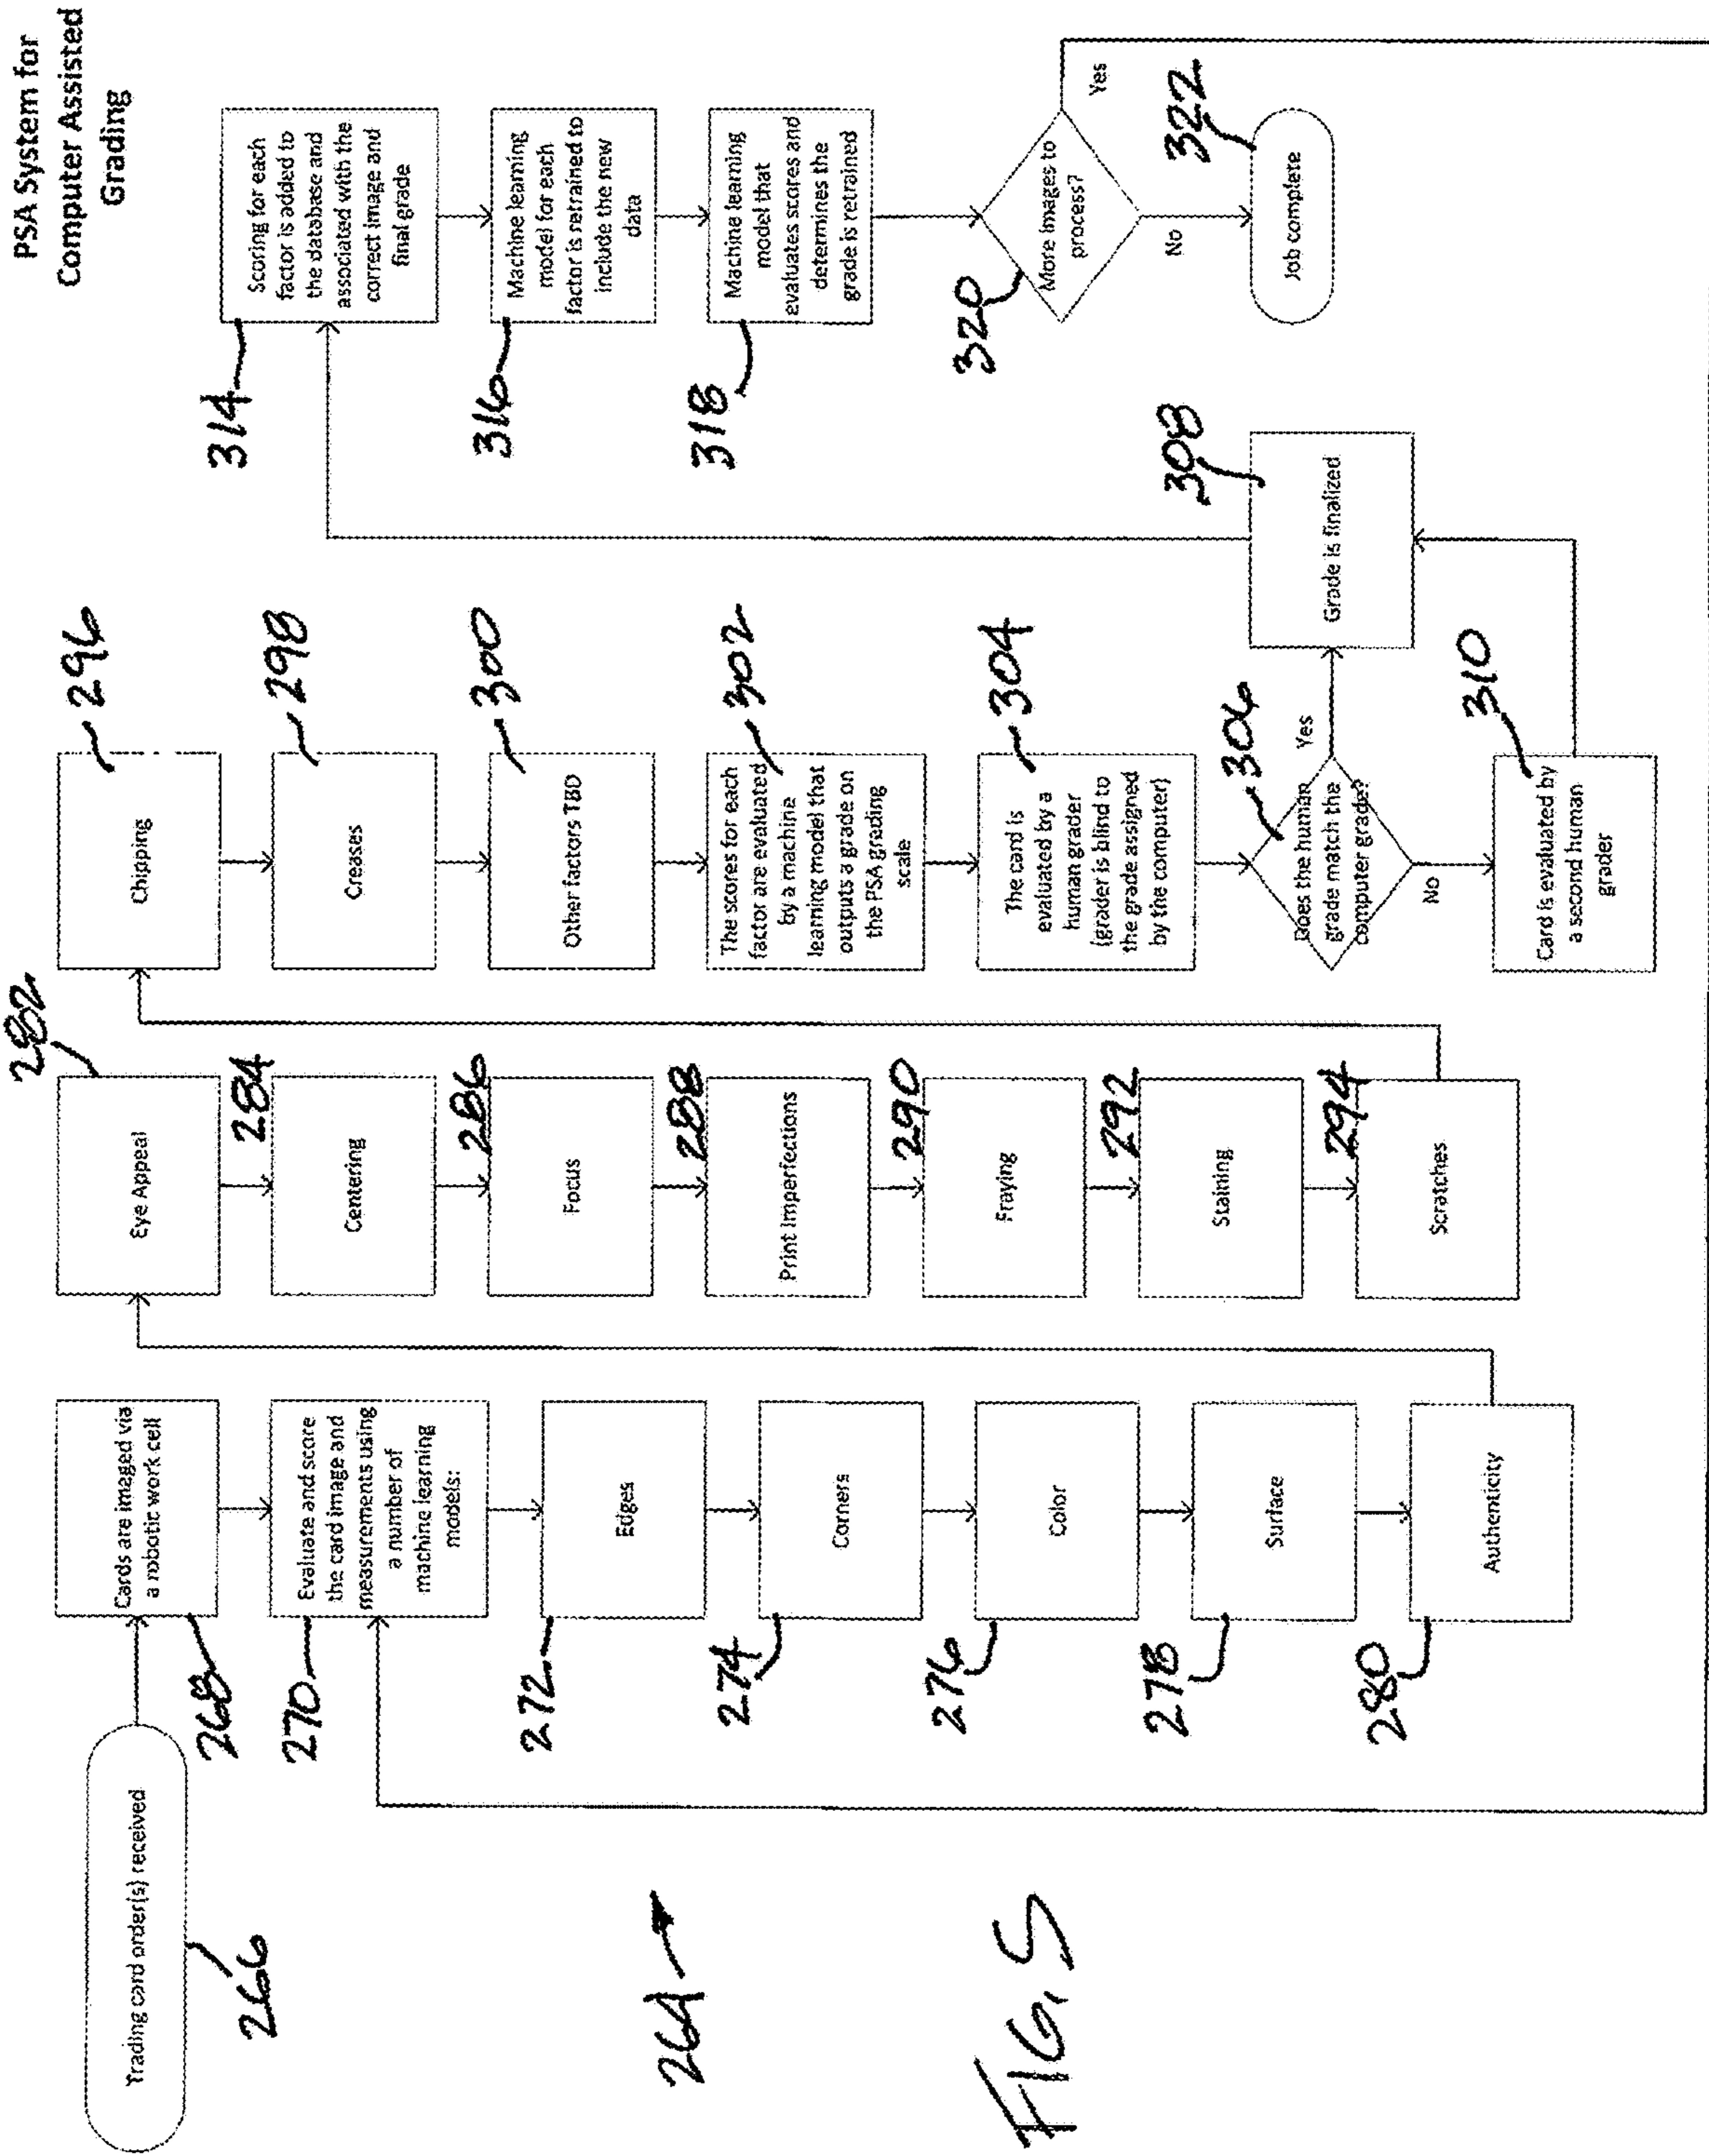 PSA System for
Computer Assisted
Grading
Trading card order(s) received
266
Cards are imaged via
a robotic work cell
268
Evaluate and score
the card image and
measurements using
a number of
machine learning
models:
270
Edges
272
Corners
274
Color
276
Surface
278
Authenticity
280
Eye Appeal
282
Centering
284
Focus
286
Print Imperfections
288
Fraying
290
Staining
292
Scratches
294
Chipping
296
Creases
298
Other factors TBD
300
The scores for each
factor are evaluated
by a machine
learning model that
outputs a grade on
the PSA grading
scale
302
The card is
evaluated by a
human grader
(grader is blind to
the grade assigned
by the computer)
304
Does the human
grade match the
computer grade?
306
Yes
No
Grade is finalized
308
Card is evaluated by
a second human
grader
310
Scoring for each
factor is added to
the database and
associated with the
correct image and
final grade
314
Machine learning
model for each
factor is retrained to
include the new
data
316
Machine learning
model that
evaluates scores and
determines the
grade is retrained
318
More images to
process?
320
Yes
No
Job complete
322
264
FIG. 5